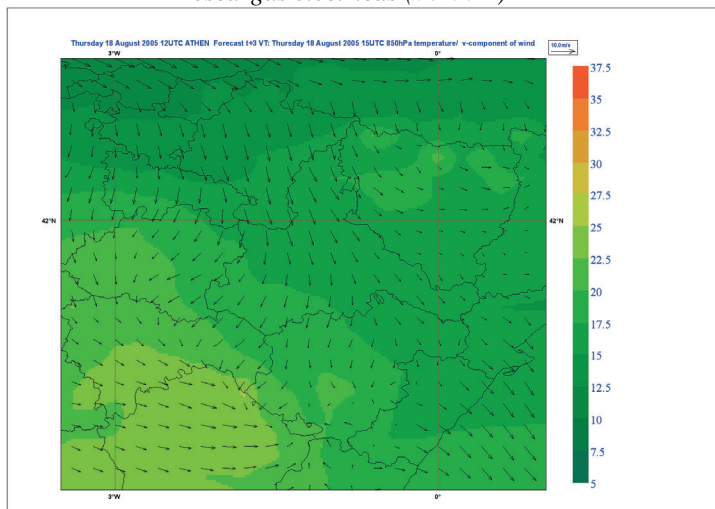 Thursday 18 August 2005 12UTC ATHEN Forecast t+3 VT: Thursday 18 August 2005 15UTC 850hPa temperature/ v-component of wind
10.0m/s
3°W
0°
42°N
42°N
3°W
0°
37.5
35
32.5
30
27.5
25
22.5
20
17.5
15
12.5
10
7.5
5